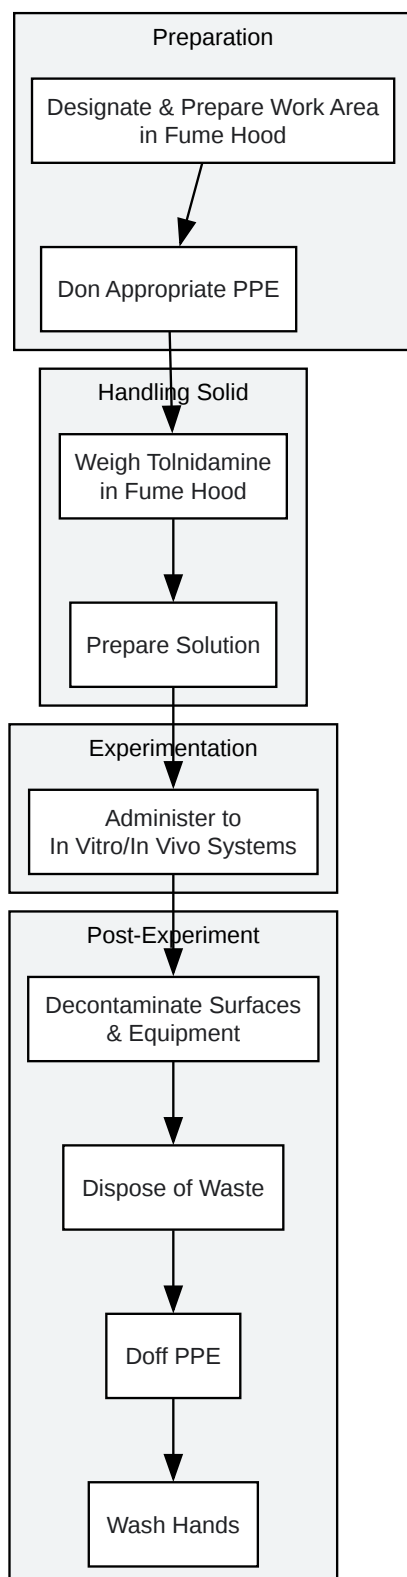 Preparation
Designate & Prepare Work Area
in Fume Hood
Don Appropriate PPE
Handling Solid
Weigh Tolnidamine
in Fume Hood
Prepare Solution
Experimentation
Administer to
In Vitro/In Vivo Systems
Post-Experiment
Decontaminate Surfaces
& Equipment
Dispose of Waste
Doff PPE
Wash Hands